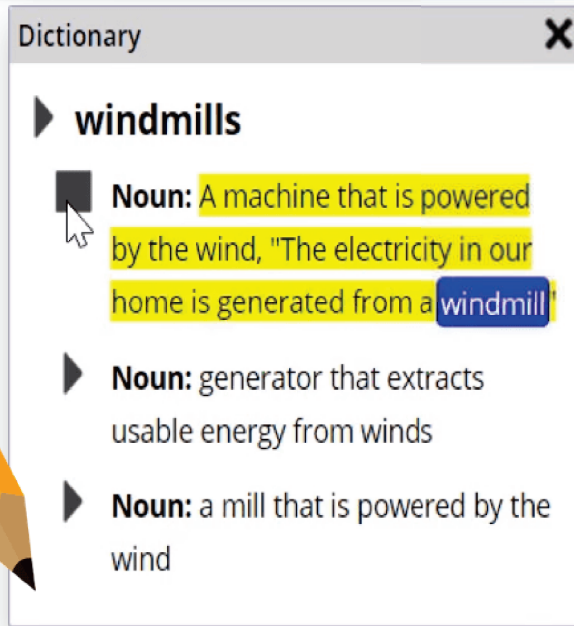 Dictionary
windmills
Noun: A machine that is powered
by the wind, "The electricity in our
home is generated from a windmill"
Noun: generator that extracts
usable energy from winds
Noun: a mill that is powered by the
wind